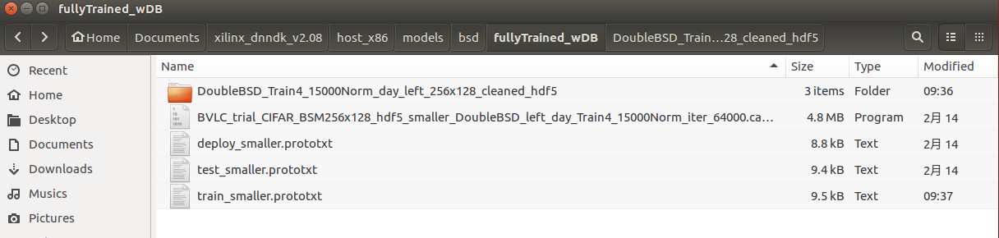 fullyTrained_wDB
Home Documents xilinx_dnndk_v2.08 host_x86 models bsd fullyTrained_wDB DoubleBSD_Train...28_cleaned_hdf5
Recent
Home
Desktop
Documents
Downloads
Musics
Pictures
Name Size Type Modified
DoubleBSD_Train4_15000Norm_day_left_256x128_cleaned_hdf5 3 items Folder 09:36
BVLC_trial_CIFAR_BSM256x128_hdf5_smaller_DoubleBSD_left_day_Train4_15000Norm_iter_64000.ca... 4.8 MB Program 2月 14
deploy_smaller.prototxt 8.8 kB Text 2月 14
test_smaller.prototxt 9.4 kB Text 2月 14
train_smaller.prototxt 9.5 kB Text 09:37